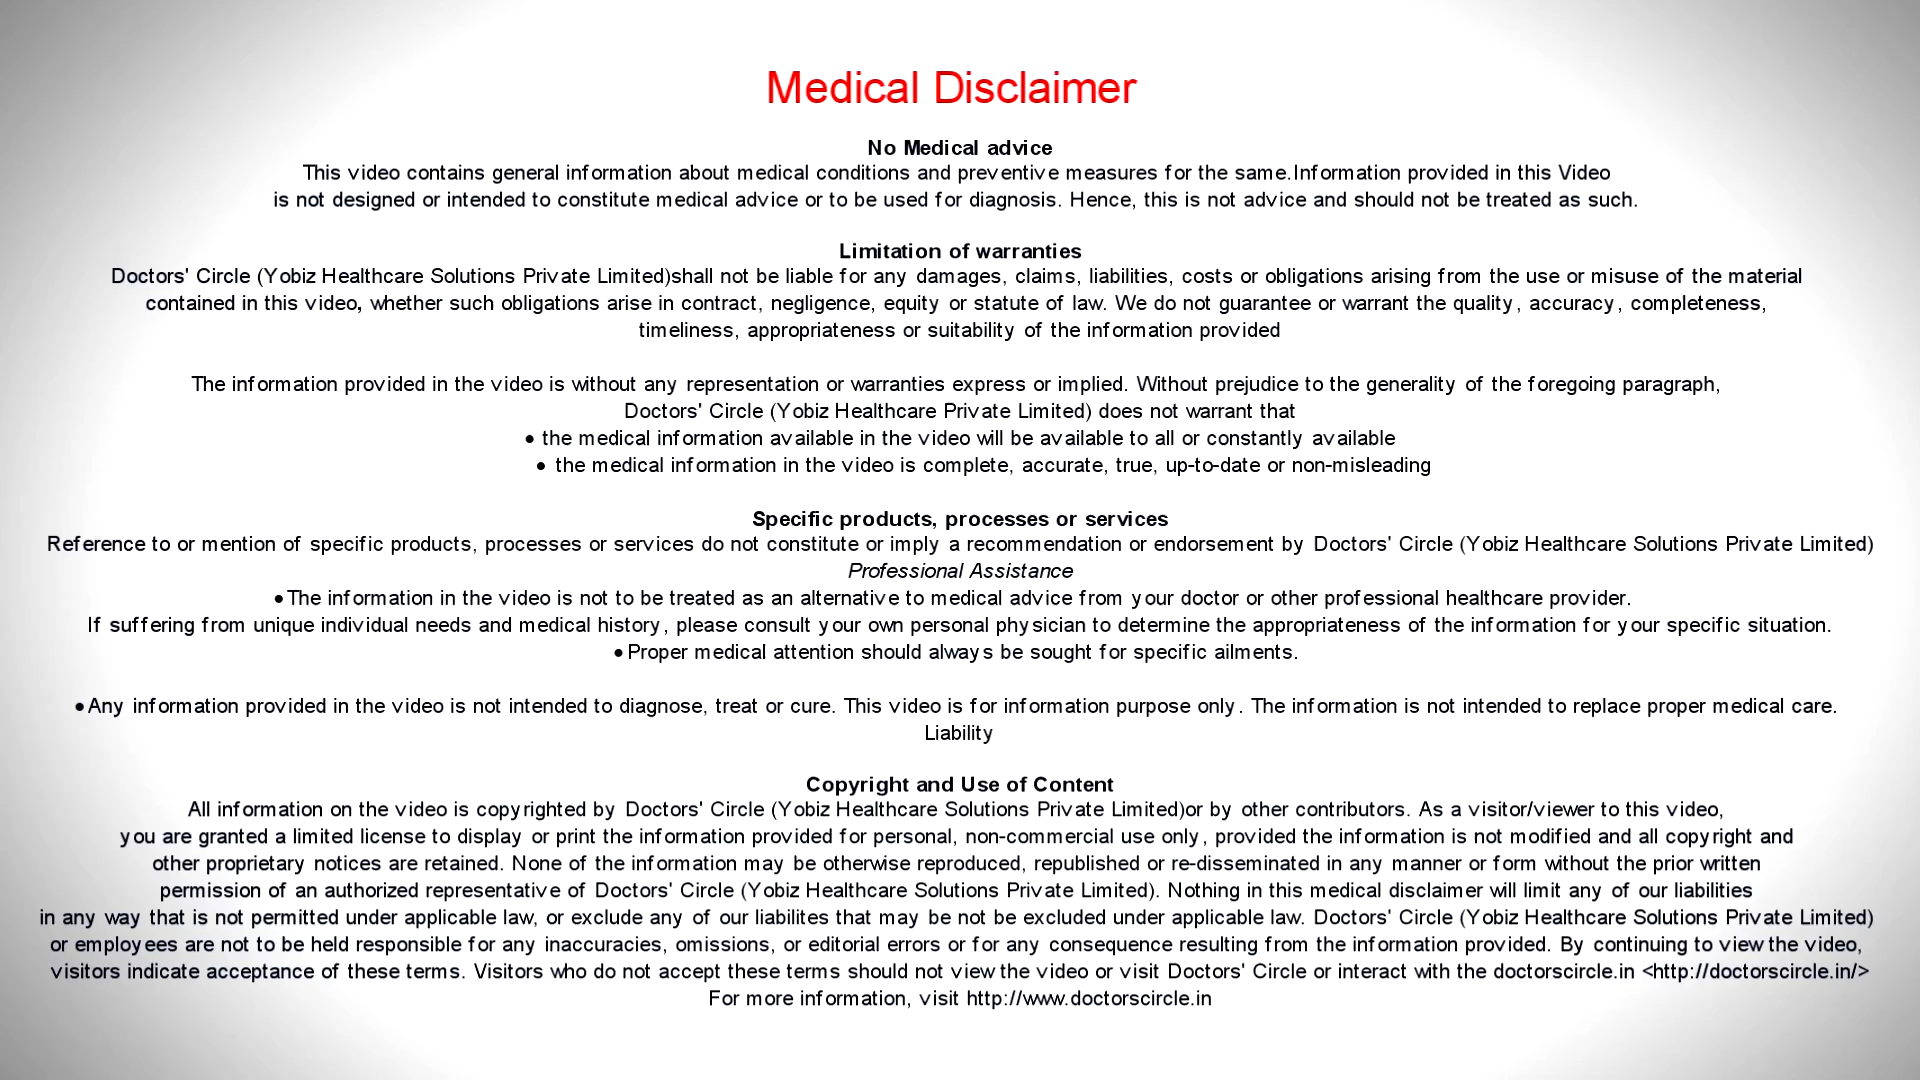 Medical Disclaimer
No Medical advice
This video contains general information about medical conditions and preventive measures for the same.Information provided in this Video
is not designed or intended to constitute medical advice or to be used for diagnosis. Hence, this is not advice and should not be treated as such.
Limitation of warranties
Doctors' Circle (Yobiz Healthcare Solutions Private Limited)shall not be liable for any damages, claims, liabilities, costs or obligations arising from the use or misuse of the material
contained in this video, whether such obligations arise in contract, negligence, equity or statute of law. We do not guarantee or warrant the quality, accuracy, completeness,
timeliness, appropriateness or suitability of the information provided
The information provided in the video is without any representation or warranties express or implied. Without prejudice to the generality of the foregoing paragraph,
Doctors' Circle (Yobiz Healthcare Private Limited) does not warrant that
• the medical information available in the video will be available to all or constantly available
• the medical information in the video is complete, accurate, true, up-to-date or non-misleading
Specific products, processes or services
Reference to or mention of specific products, processes or services do not constitute or imply a recommendation or endorsement by Doctors' Circle (Yobiz Healthcare Solutions Private Limited)
Professional Assistance
•The information in the video is not to be treated as an alternative to medical advice from your doctor or other professional healthcare provider.
If suffering from unique individual needs and medical history, please consult your own personal physician to determine the appropriateness of the information for your specific situation.
•Proper medical attention should always be sought for specific ailments.
•Any information provided in the video is not intended to diagnose, treat or cure. This video is for information purpose only. The information is not intended to replace proper medical care.
Liability
Copyright and Use of Content
All information on the video is copyrighted by Doctors' Circle (Yobiz Healthcare Solutions Private Limited)or by other contributors. As a visitor/viewer to this video,
you are granted a limited license to display or print the information provided for personal, non-commercial use only, provided the information is not modified and all copyright and
other proprietary notices are retained. None of the information may be otherwise reproduced, republished or re-disseminated in any manner or form without the prior written
permission of an authorized representative of Doctors' Circle (Yobiz Healthcare Solutions Private Limited). Nothing in this medical disclaimer will limit any of our liabilities
in any way that is not permitted under applicable law, or exclude any of our liabilites that may be not be excluded under applicable law. Doctors' Circle (Yobiz Healthcare Solutions Private Limited)
or employees are not to be held responsible for any inaccuracies, omissions, or editorial errors or for any consequence resulting from the information provided. By continuing to view the video,
visitors indicate acceptance of these terms. Visitors who do not accept these terms should not view the video or visit Doctors' Circle or interact with the doctorscircle.in <http://doctorscircle.in/>
For more information, visit http://www.doctorscircle.in